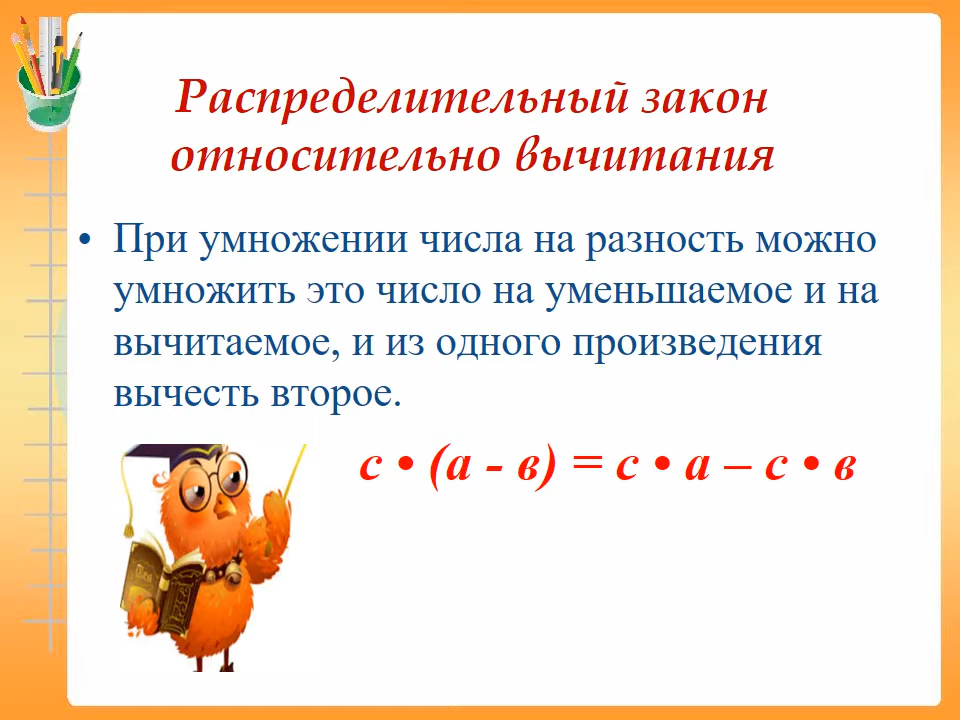 Распределительный закон
относительно вычитания
• При умножении числа на разность можно
умножить это число на уменьшаемое и на
вычитаемое, и из одного произведения
вычесть второе.
с • (а - в) = с • а – с • в